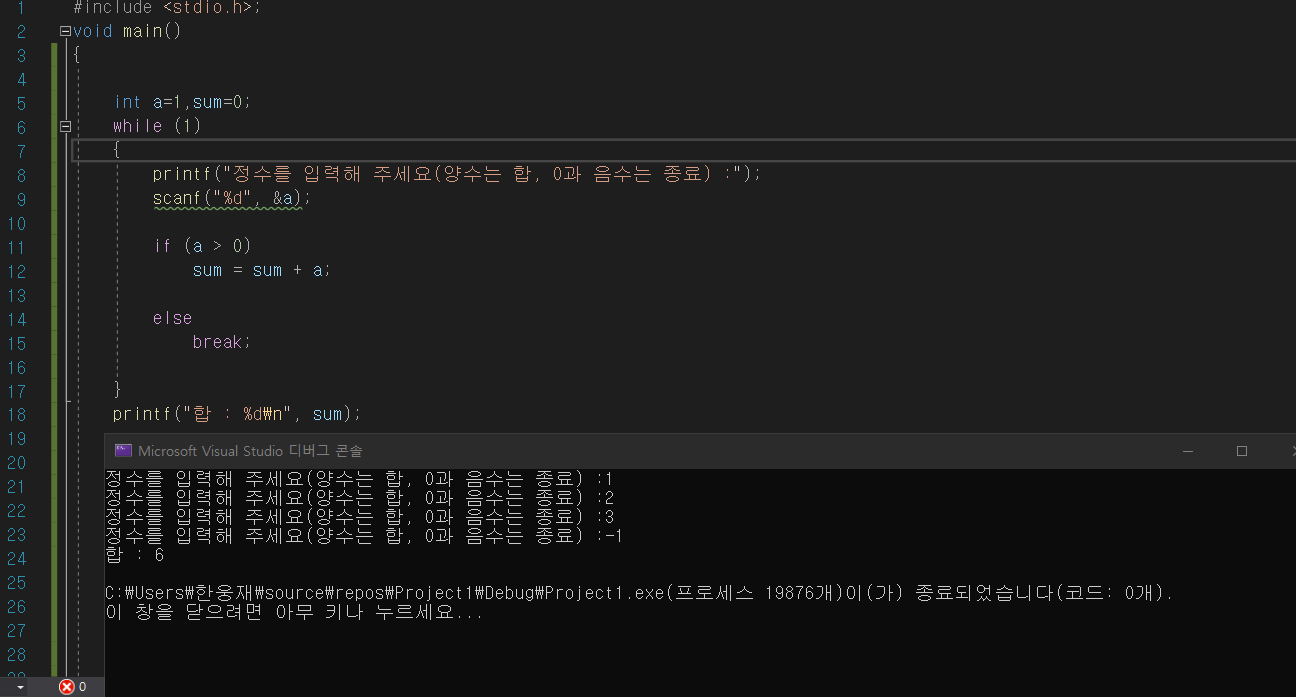 1 #include <stdio.h>;
2 void main()
3 {
4
5 int a=1,sum=0;
6 while (1)
7 {
8 printf("정수를 입력해 주세요(양수는 합, 0과 음수는 종료) :");
9 scanf("%d", &a);
10
11 if (a > 0)
12 sum = sum + a;
13
14 else
15 break;
16
17 }
18 printf("합 : %d₩n", sum);
19
20
21
22
23
24
25
26
27
28
Microsoft Visual Studio 디버그 콘솔
정수를 입력해 주세요(양수는 합, 0과 음수는 종료) :1
정수를 입력해 주세요(양수는 합, 0과 음수는 종료) :2
정수를 입력해 주세요(양수는 합, 0과 음수는 종료) :3
정수를 입력해 주세요(양수는 합, 0과 음수는 종료) :-1
합 : 6
C:₩Users₩한웅재₩source₩repos₩Project1₩Debug₩Project1.exe(프로세스 19876개)이(가) 종료되었습니다(코드: 0개).
이 창을 닫으려면 아무 키나 누르세요...
0